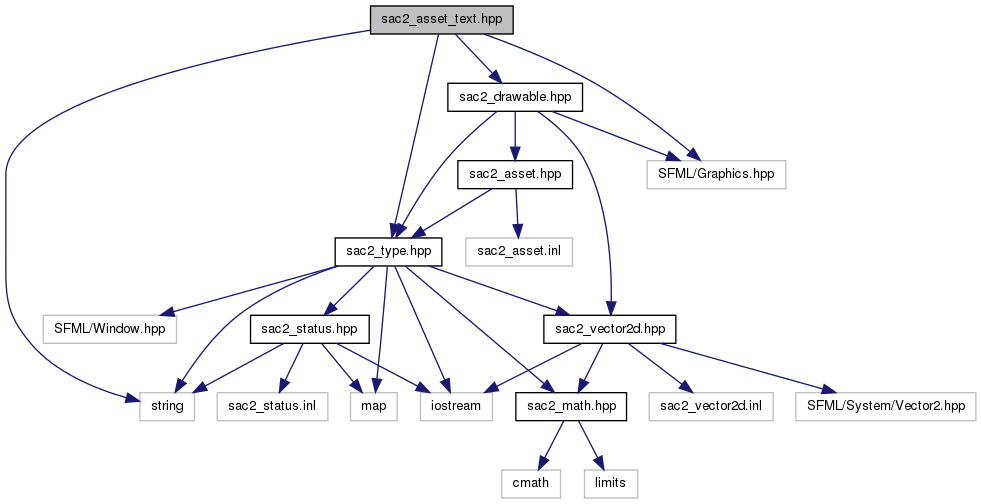 sac2_asset_text.hpp
sac2_drawable.hpp
sac2_asset.hpp
SFML/Graphics.hpp
sac2_type.hpp
sac2_asset.inl
SFML/Window.hpp
sac2_status.hpp
sac2_vector2d.hpp
string
sac2_status.inl
map
iostream
sac2_math.hpp
sac2_vector2d.inl
SFML/System/Vector2.hpp
cmath
limits